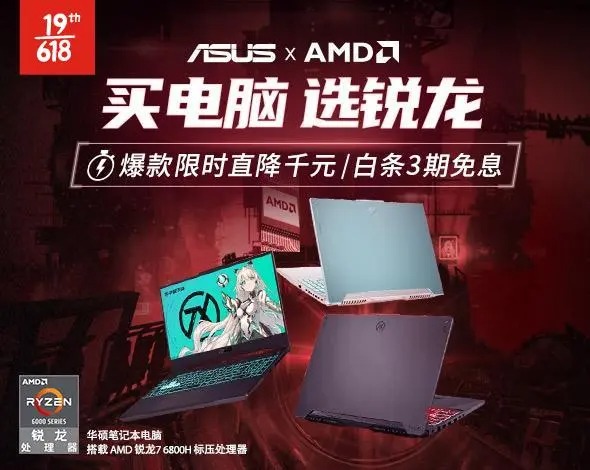 19th
618
ASUS x AMD
买电脑 选锐龙
爆款限时直降千元/白条3期免息
AMD
AMD
RYZEN
6000 SERIES
锐龙
处理器
华硕笔记本电脑
搭载 AMD 锐龙7 6800H 标压处理器